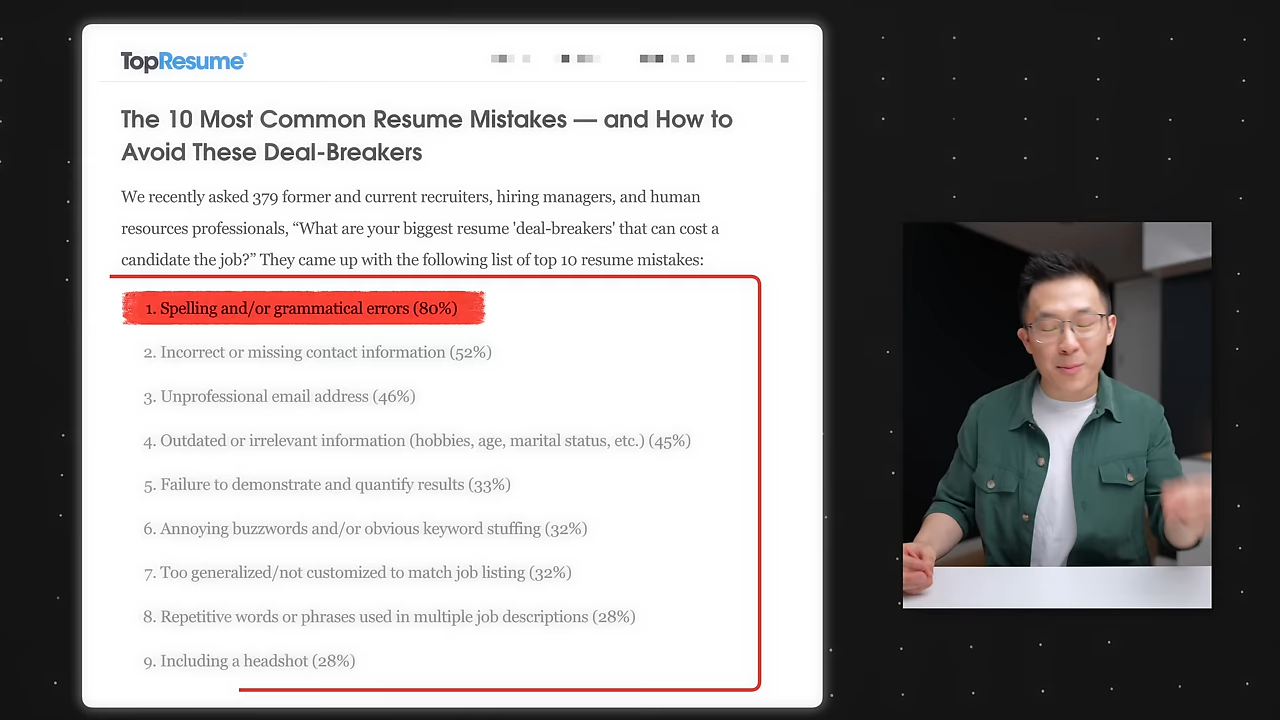 TopResume®
The 10 Most Common Resume Mistakes — and How to
Avoid These Deal-Breakers
We recently asked 379 former and current recruiters, hiring managers, and human
resources professionals, “What are your biggest resume 'deal-breakers' that can cost a
candidate the job?” They came up with the following list of top 10 resume mistakes:
1. Spelling and/or grammatical errors (80%)
2. Incorrect or missing contact information (52%)
3. Unprofessional email address (46%)
4. Outdated or irrelevant information (hobbies, age, marital status, etc.) (45%)
5. Failure to demonstrate and quantify results (33%)
6. Annoying buzzwords and/or obvious keyword stuffing (32%)
7. Too generalized/not customized to match job listing (32%)
8. Repetitive words or phrases used in multiple job descriptions (28%)
9. Including a headshot (28%)